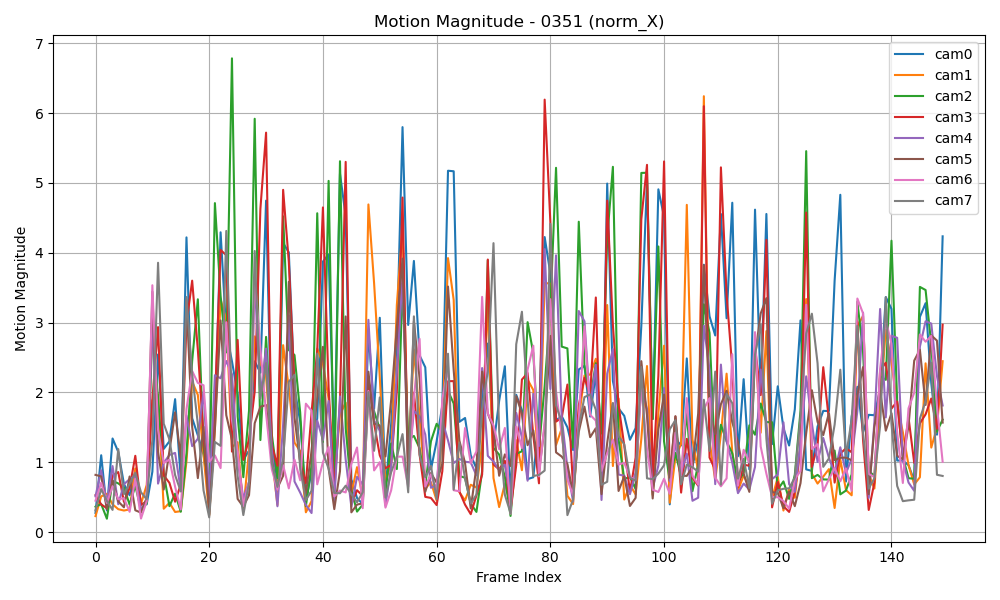 Motion Magnitude - 0351 (norm_X)
Motion Magnitude
7
6
5
4
3
2
1
0
0 20 40 60 80 100 120 140
Frame Index
cam0
cam1
cam2
cam3
cam4
cam5
cam6
cam7